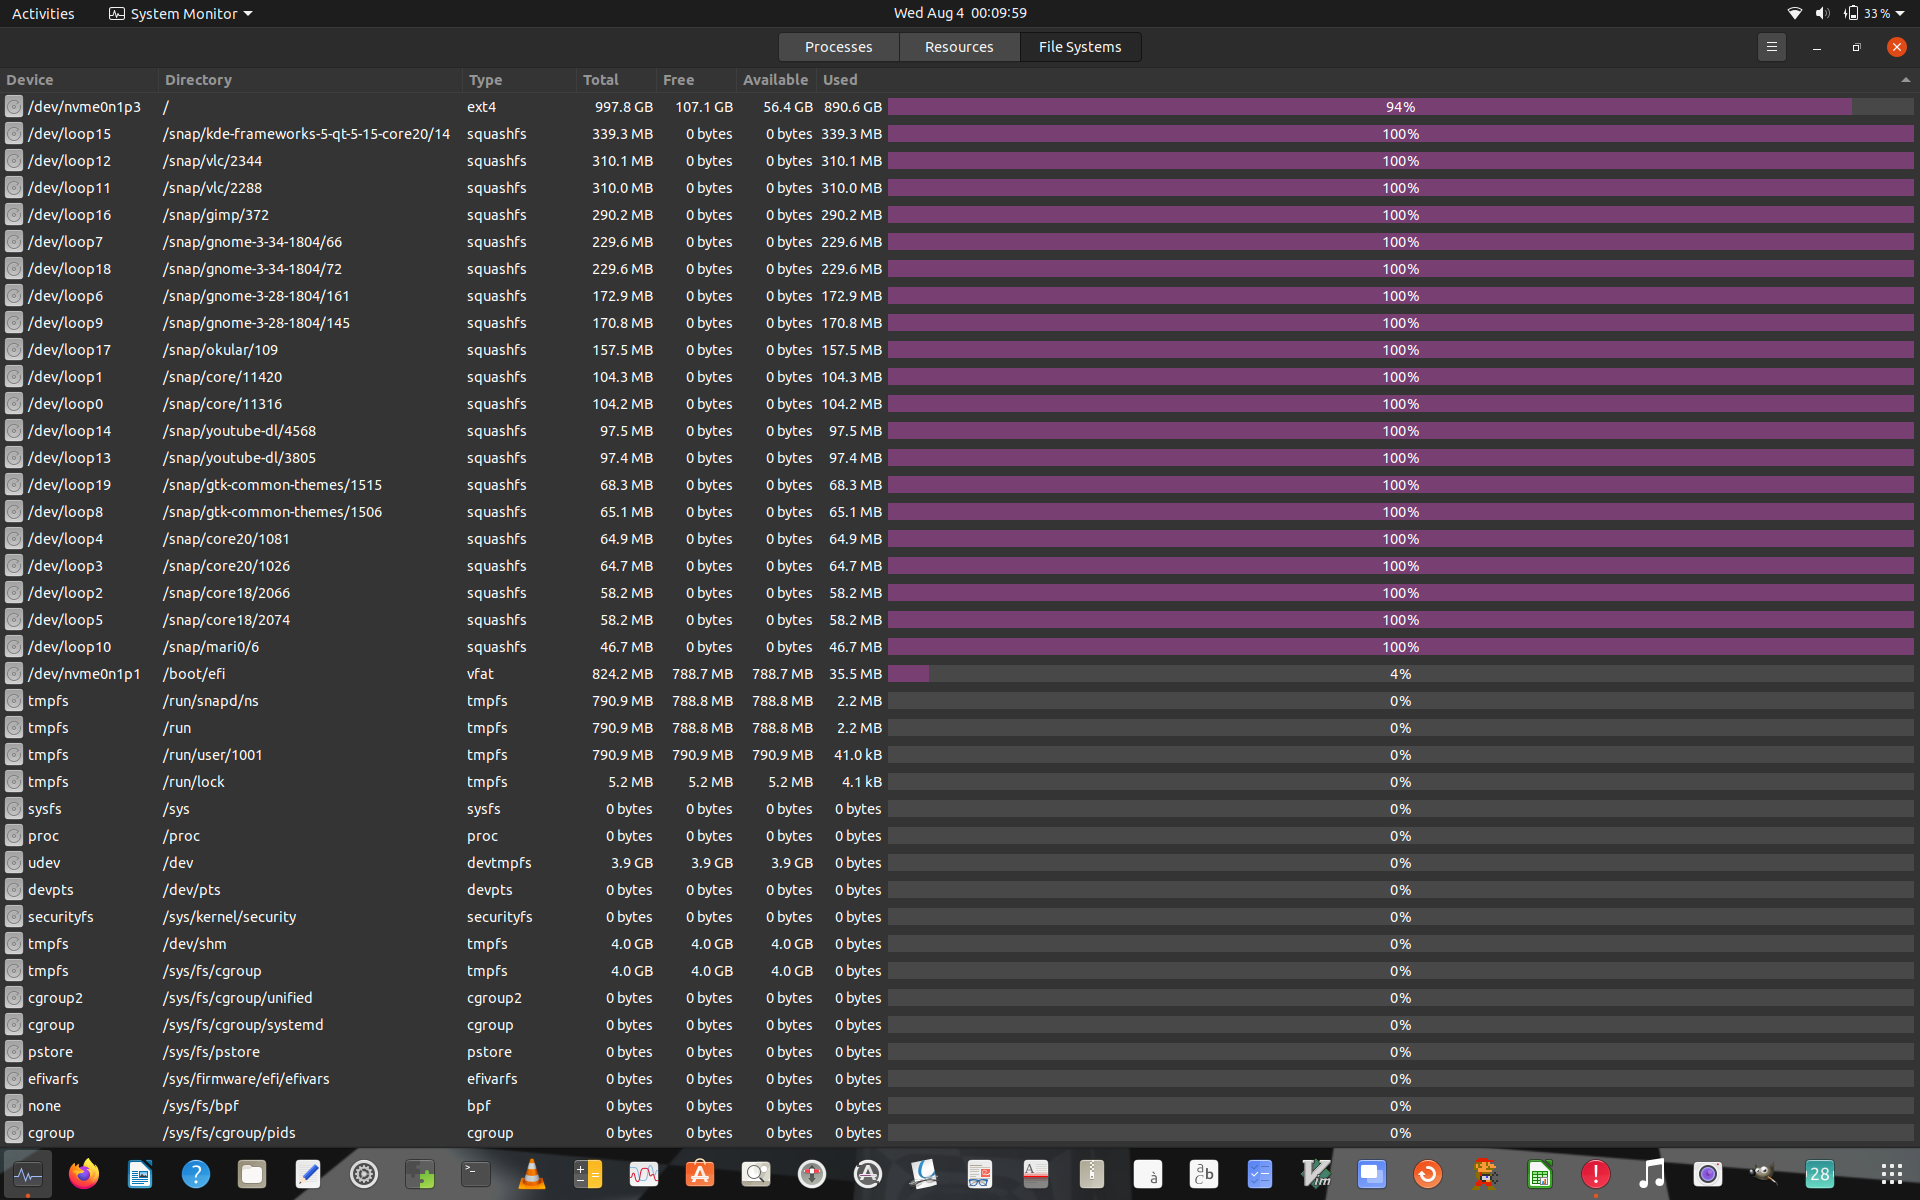 Activities System Monitor Wed Aug 4 00:09:59 33 %
Processes Resources File Systems
Device Directory Type Total Free Available Used
/dev/nvme0n1p3 / ext4 997.8 GB 107.1 GB 56.4 GB 890.6 GB 94%
/dev/loop15 /snap/kde-frameworks-5-qt-5-15-core20/14 squashfs 339.3 MB 0 bytes 0 bytes 339.3 MB 100%
/dev/loop12 /snap/vlc/2344 squashfs 310.1 MB 0 bytes 0 bytes 310.1 MB 100%
/dev/loop11 /snap/vlc/2288 squashfs 310.0 MB 0 bytes 0 bytes 310.0 MB 100%
/dev/loop16 /snap/gimp/372 squashfs 290.2 MB 0 bytes 0 bytes 290.2 MB 100%
/dev/loop7 /snap/gnome-3-34-1804/66 squashfs 229.6 MB 0 bytes 0 bytes 229.6 MB 100%
/dev/loop18 /snap/gnome-3-34-1804/72 squashfs 229.6 MB 0 bytes 0 bytes 229.6 MB 100%
/dev/loop6 /snap/gnome-3-28-1804/161 squashfs 172.9 MB 0 bytes 0 bytes 172.9 MB 100%
/dev/loop9 /snap/gnome-3-28-1804/145 squashfs 170.8 MB 0 bytes 0 bytes 170.8 MB 100%
/dev/loop17 /snap/okular/109 squashfs 157.5 MB 0 bytes 0 bytes 157.5 MB 100%
/dev/loop1 /snap/core/11420 squashfs 104.3 MB 0 bytes 0 bytes 104.3 MB 100%
/dev/loop0 /snap/core/11316 squashfs 104.2 MB 0 bytes 0 bytes 104.2 MB 100%
/dev/loop14 /snap/youtube-dl/4568 squashfs 97.5 MB 0 bytes 0 bytes 97.5 MB 100%
/dev/loop13 /snap/youtube-dl/3805 squashfs 97.4 MB 0 bytes 0 bytes 97.4 MB 100%
/dev/loop19 /snap/gtk-common-themes/1515 squashfs 68.3 MB 0 bytes 0 bytes 68.3 MB 100%
/dev/loop8 /snap/gtk-common-themes/1506 squashfs 65.1 MB 0 bytes 0 bytes 65.1 MB 100%
/dev/loop4 /snap/core20/1081 squashfs 64.9 MB 0 bytes 0 bytes 64.9 MB 100%
/dev/loop3 /snap/core20/1026 squashfs 64.7 MB 0 bytes 0 bytes 64.7 MB 100%
/dev/loop2 /snap/core18/2066 squashfs 58.2 MB 0 bytes 0 bytes 58.2 MB 100%
/dev/loop5 /snap/core18/2074 squashfs 58.2 MB 0 bytes 0 bytes 58.2 MB 100%
/dev/loop10 /snap/mari0/6 squashfs 46.7 MB 0 bytes 0 bytes 46.7 MB 100%
/dev/nvme0n1p1 /boot/efi vfat 824.2 MB 788.7 MB 788.7 MB 35.5 MB 4%
tmpfs /run/snapd/ns tmpfs 790.9 MB 788.8 MB 788.8 MB 2.2 MB 0%
tmpfs /run tmpfs 790.9 MB 788.8 MB 788.8 MB 2.2 MB 0%
tmpfs /run/user/1001 tmpfs 790.9 MB 790.9 MB 790.9 MB 41.0 kB 0%
tmpfs /run/lock tmpfs 5.2 MB 5.2 MB 5.2 MB 4.1 kB 0%
sysfs /sys sysfs 0 bytes 0 bytes 0 bytes 0 bytes 0%
proc /proc proc 0 bytes 0 bytes 0 bytes 0 bytes 0%
udev /dev devtmpfs 3.9 GB 3.9 GB 3.9 GB 0 bytes 0%
devpts /dev/pts devpts 0 bytes 0 bytes 0 bytes 0 bytes 0%
securityfs /sys/kernel/security securityfs 0 bytes 0 bytes 0 bytes 0 bytes 0%
tmpfs /dev/shm tmpfs 4.0 GB 4.0 GB 4.0 GB 0 bytes 0%
tmpfs /sys/fs/cgroup tmpfs 4.0 GB 4.0 GB 4.0 GB 0 bytes 0%
cgroup2 /sys/fs/cgroup/unified cgroup2 0 bytes 0 bytes 0 bytes 0 bytes 0%
cgroup /sys/fs/cgroup/systemd cgroup 0 bytes 0 bytes 0 bytes 0 bytes 0%
pstore /sys/fs/pstore pstore 0 bytes 0 bytes 0 bytes 0 bytes 0%
efivarfs /sys/firmware/efi/efivars efivarfs 0 bytes 0 bytes 0 bytes 0 bytes 0%
none /sys/fs/bpf bpf 0 bytes 0 bytes 0 bytes 0 bytes 0%
cgroup /sys/fs/cgroup/pids cgroup 0 bytes 0 bytes 0 bytes 0 bytes 0%
28